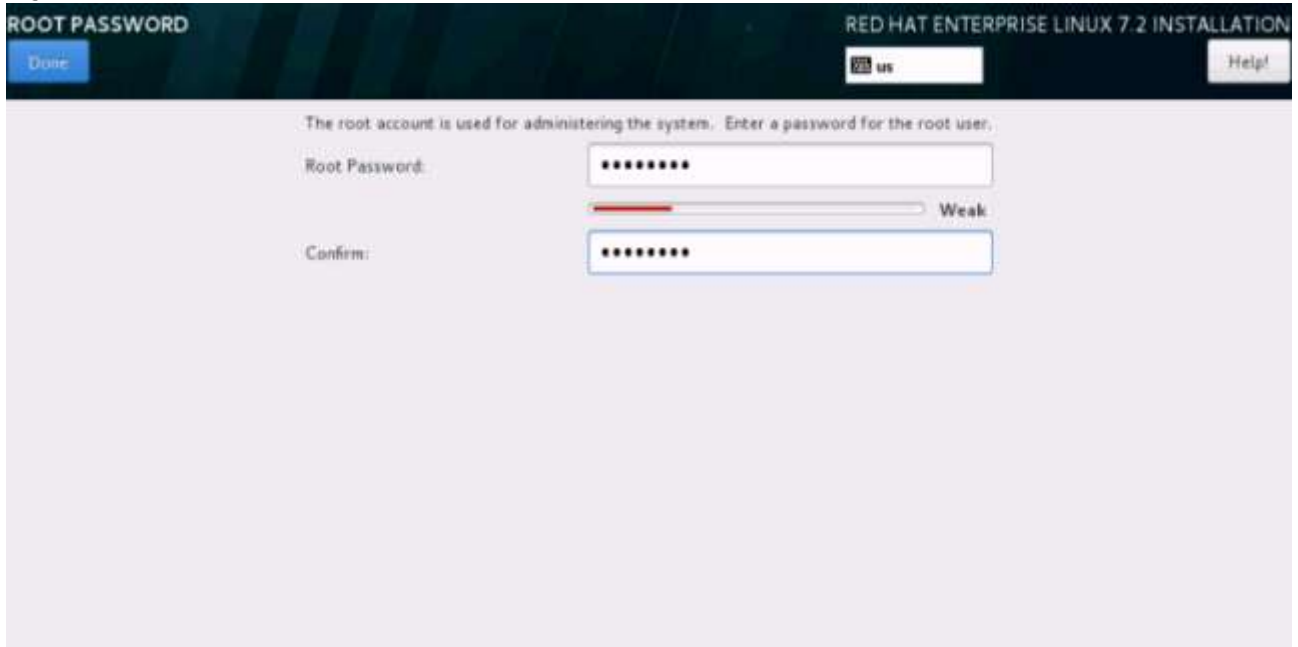 ROOT PASSWORD
RED HAT ENTERPRISE LINUX 7.2 INSTALLATION
Done
us
Help!
The root account is used for administering the system. Enter a password for the root user.
Root Password:
••••••••
Weak
Confirm:
••••••••